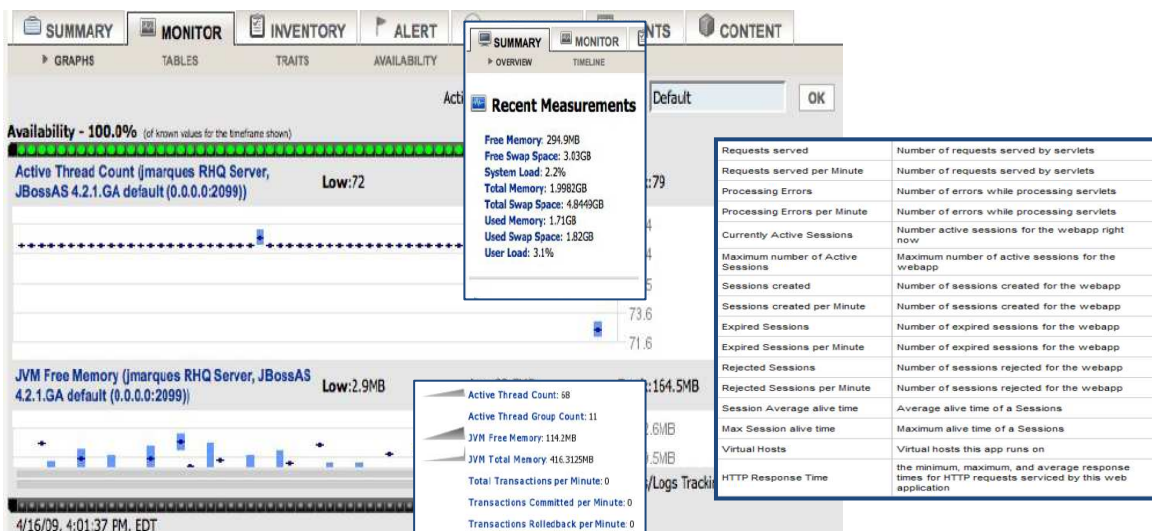 SUMMARY MONITOR INVENTORY ALERT NTS CONTENT
GRAPHS TABLES TRAITS AVAILABILITY
Acti
Default OK
Availability - 100.0% (of known values for the timeframe shown)
Active Thread Count (jmarques RHQ Server,
JBossAS 4.2.1.GA default (0.0.0.0:2099))
Low:72
:79
4
4
5
73.6
71.6
JVM Free Memory (jmarques RHQ Server, JBossAS
4.2.1.GA default (0.0.0.0:2099))
Low:2.9MB
:164.5MB
.6MB
.5MB
/Logs Trackin
4/16/09, 4:01:37 PM, EDT
SUMMARY MONITOR
OVERVIEW TIMELINE
Recent Measurements
Free Memory: 294.9MB
Free Swap Space: 3.03GB
System Load: 2.2%
Total Memory: 1.9982GB
Total Swap Space: 4.8449GB
Used Memory: 1.71GB
Used Swap Space: 1.82GB
User Load: 3.1%
Active Thread Count: 68
Active Thread Group Count: 11
JVM Free Memory: 114.2MB
JVM Total Memory: 416.3125MB
Total Transactions per Minute: 0
Transactions Committed per Minute: 0
Transactions Rolledback per Minute: 0
Requests served Number of requests served by servlets
Requests served per Minute Number of requests served by servlets
Processing Errors Number of errors while processing servlets
Processing Errors per Minute Number of errors while processing servlets
Currently Active Sessions Number active sessions for the webapp right
now
Maximum number of Active Maximum number of active sessions for the
Sessions webapp
Sessions created Number of sessions created for the webapp
Sessions created per Minute Number of sessions created for the webapp
Expired Sessions Number of expired sessions for the webapp
Expired Sessions per Minute Number of expired sessions for the webapp
Rejected Sessions Number of sessions rejected for the webapp
Rejected Sessions per Minute Number of sessions rejected for the webapp
Session Average alive time Average alive time of a Sessions
Max Session alive time Maximum alive time of a Sessions
Virtual Hosts Virtual hosts this app runs on
HTTP Response Time the minimum, maximum, and average response
times for HTTP requests serviced by this web
application